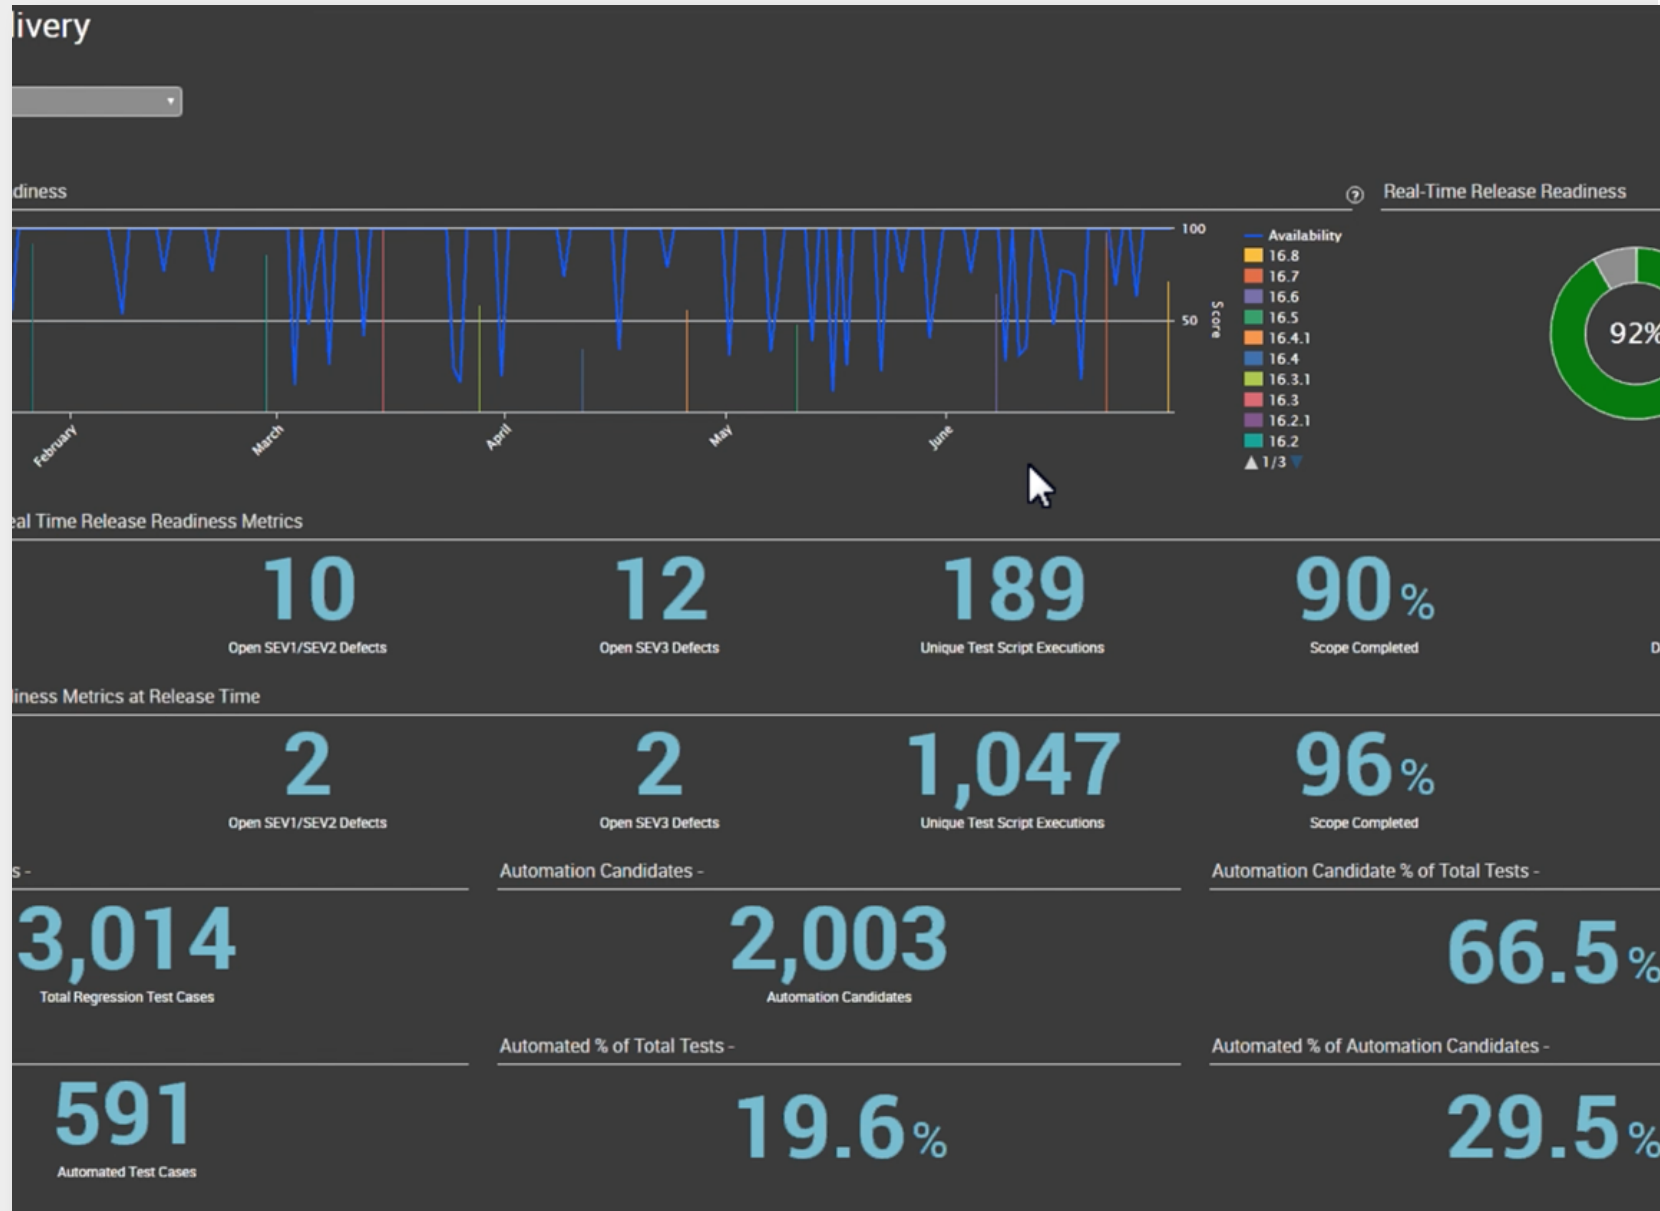 livery
diness
Real-Time Release Readiness
100
50
Score
Availability
16.8
16.7
16.6
16.5
16.4.1
16.4
16.3.1
16.3
16.2.1
16.2
1/3
92%
February
March
April
May
June
eal Time Release Readiness Metrics
10
12
189
90%
Open SEV1/SEV2 Defects
Open SEV3 Defects
Unique Test Script Executions
Scope Completed
D
iness Metrics at Release Time
2
2
1,047
96%
Open SEV1/SEV2 Defects
Open SEV3 Defects
Unique Test Script Executions
Scope Completed
s -
Automation Candidates -
Automation Candidate % of Total Tests -
3,014
2,003
66.5%
Total Regression Test Cases
Automation Candidates
Automated % of Total Tests -
Automated % of Automation Candidates -
591
19.6%
29.5%
Automated Test Cases